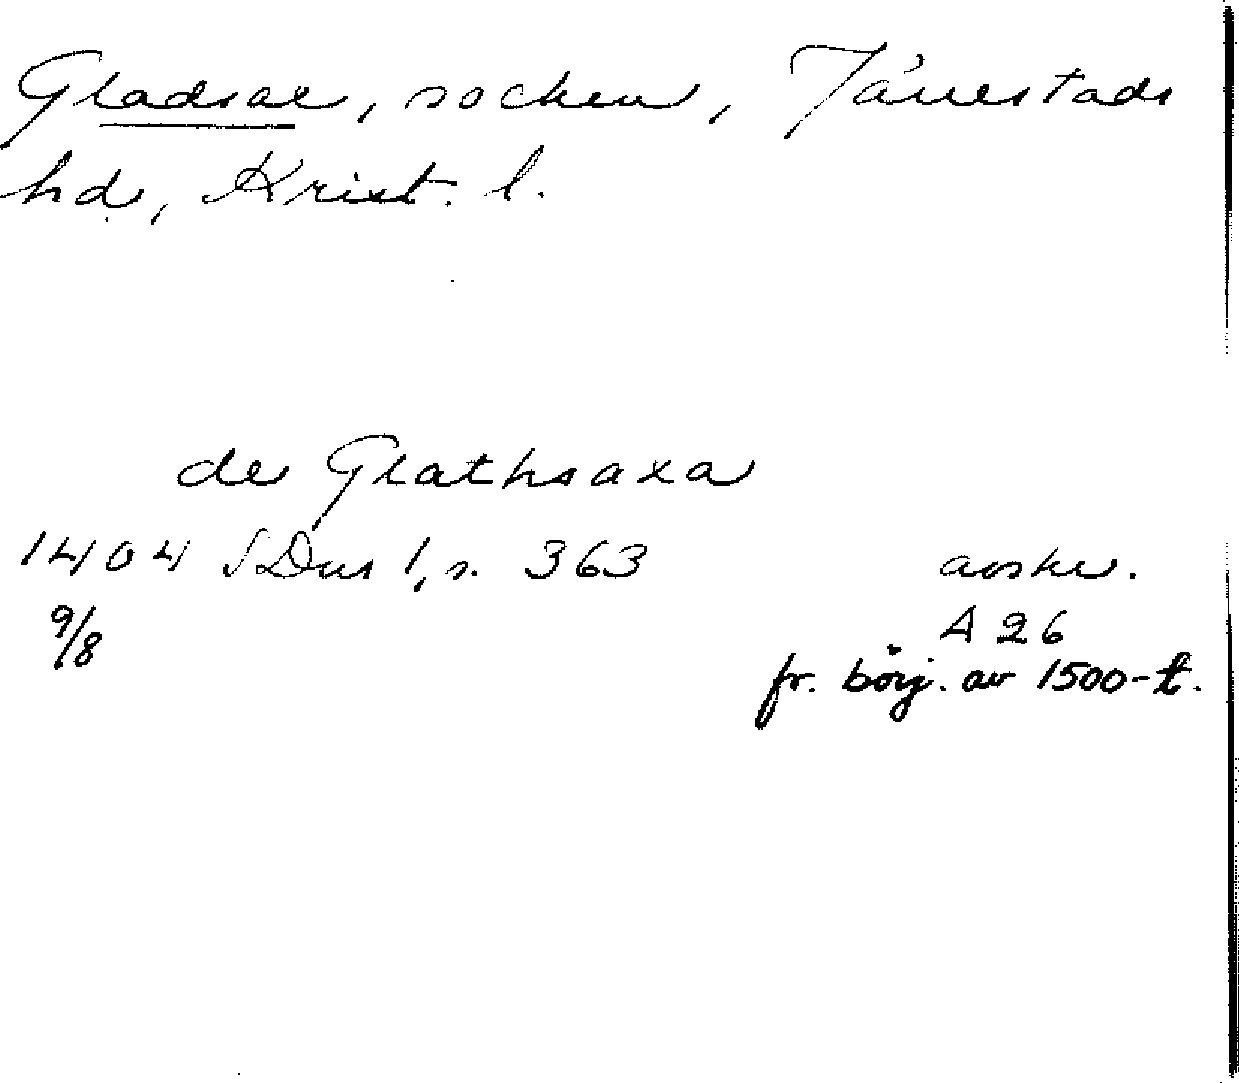 Gladsax, socken, Järrestads
hd, Krist. l.
de Glathsaxa
1404 SDns 1, s. 363 avskr.
9/8 A 26
fr. börj. av 1500-t.